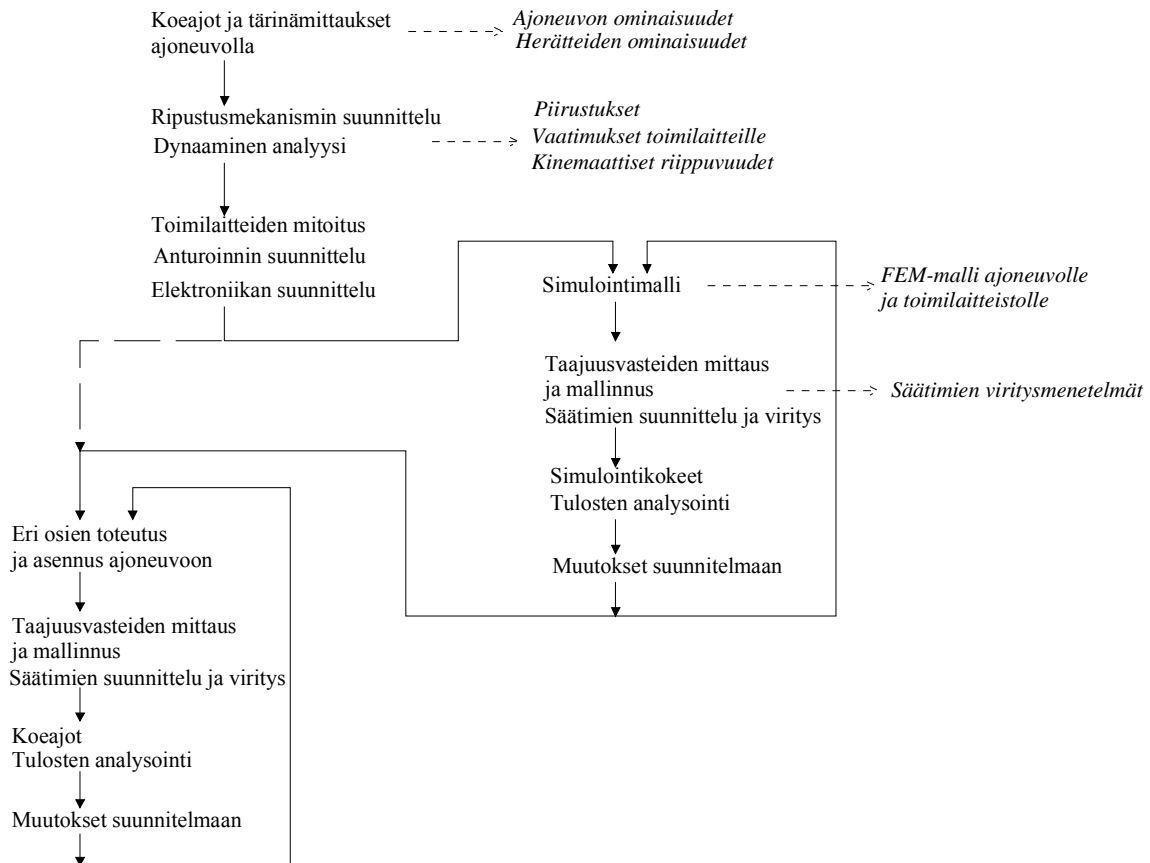 Koeajot ja tärinämittaukset
ajoneuvolla
Ajoneuvon ominaisuudet
Herätteiden ominaisuudet
Ripustusmekanismin suunnittelu
Dynaaminen analyysi
Piirustukset
Vaatimukset toimilaitteille
Kinemaattiset riippuvuudet
Toimilaitteiden mitoitus
Anturoinnin suunnittelu
Elektroniikan suunnittelu
Simulointimalli
FEM-malli ajoneuvolle
ja toimilaitteistolle
Taajuusvasteiden mittaus
ja mallinnus
Säätimien suunnittelu ja viritys
Säätimien viritysmenetelmät
Simulointikokeet
Tulosten analysointi
Muutokset suunnitelmaan
Eri osien toteutus
ja asennus ajoneuvoon
Taajuusvasteiden mittaus
ja mallinnus
Säätimien suunnittelu ja viritys
Koeajot
Tulosten analysointi
Muutokset suunnitelmaan